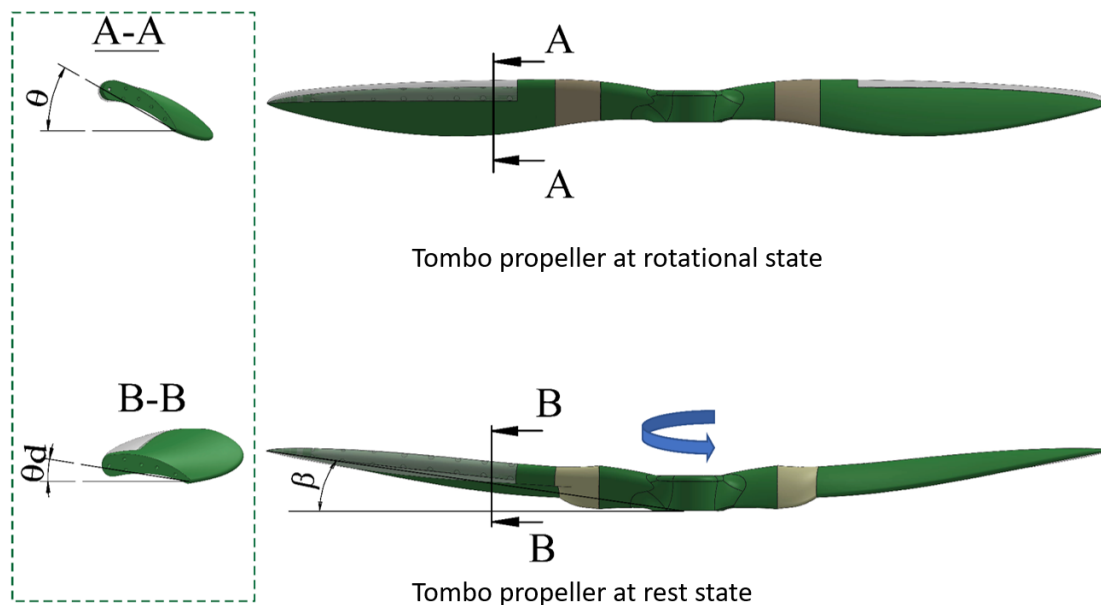 A-A
θ
A
A
Tombo propeller at rotational state
B-B
θd
B
β
B
Tombo propeller at rest state